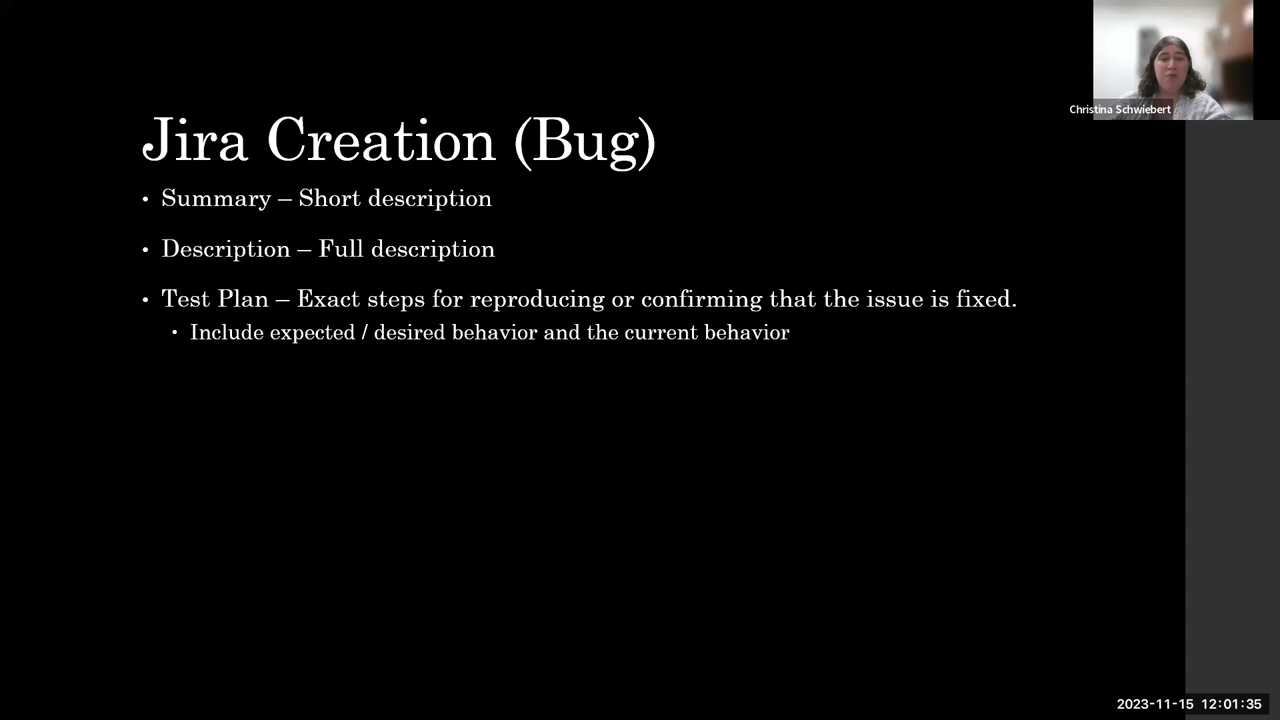 Christina Schwiebert
Jira Creation (Bug)
• Summary – Short description
• Description – Full description
• Test Plan – Exact steps for reproducing or confirming that the issue is fixed.
• Include expected / desired behavior and the current behavior
2023-11-15 12:01:35